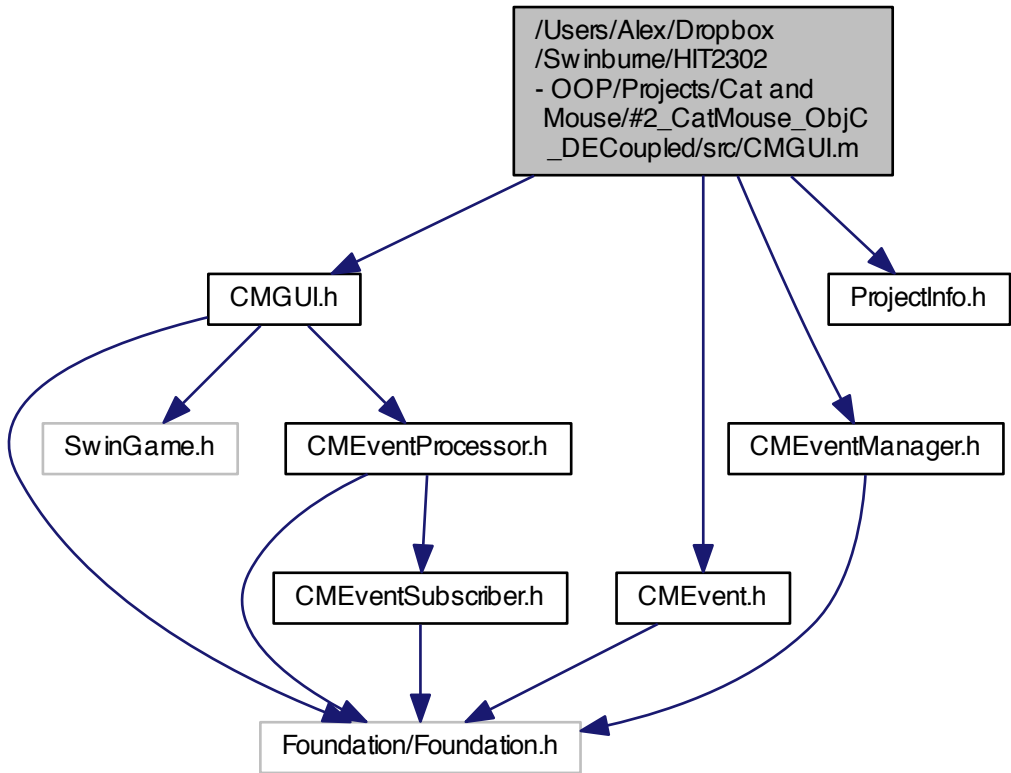 /Users/Alex/Dropbox
/Swinburne/HIT2302
- OOP/Projects/Cat and
Mouse/#2_CatMouse_ObjC
_DECoupled/src/CMGUI.m
CMGUI.h
ProjectInfo.h
SwinGame.h
CMEventProcessor.h
CMEventManager.h
CMEventSubscriber.h
CMEvent.h
Foundation/Foundation.h